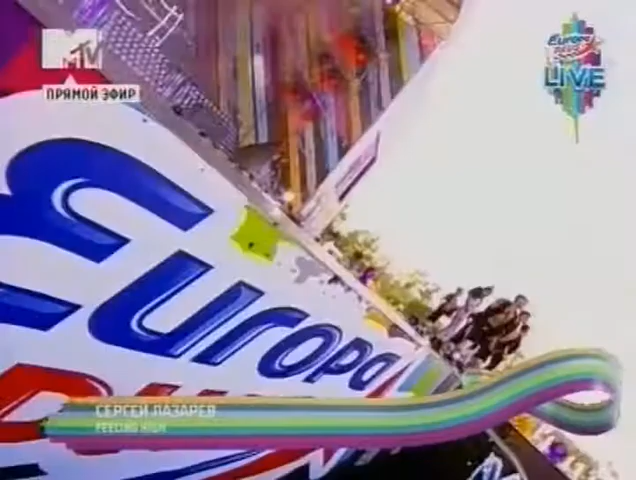 MTV
ПРЯМОЙ ЭФИР
Europa
LIVE
Europa
СЕРГЕЙ ЛАЗАРЕВ
FEELING HIGH